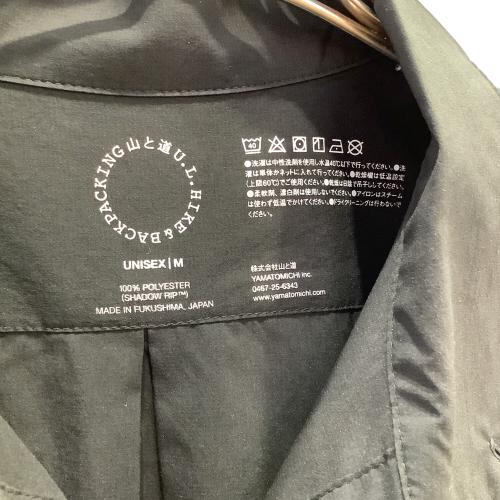 山と道 U.L. HIKE & BACKPACKING
UNISEX | M
100% POLYESTER
(SHADOW RIP™)
MADE IN FUKUSHIMA, JAPAN
40
●洗濯は中性洗剤を使用し水温40℃以下で行ってください。●洗
濯は単体かネットに入れて行ってください。●乾燥機は低温設定
(上限60℃)でご使用ください。●乾燥は日陰で吊干ししてください。
●柔軟剤、漂白剤は使用しないでください。●アイロンはスチーム
は使わず低温でかけてください。●ドライクリーニングは行わないで
ください。
株式会社山と道
YAMATOMICHI inc.
0467-25-6343
www.yamatomichi.com